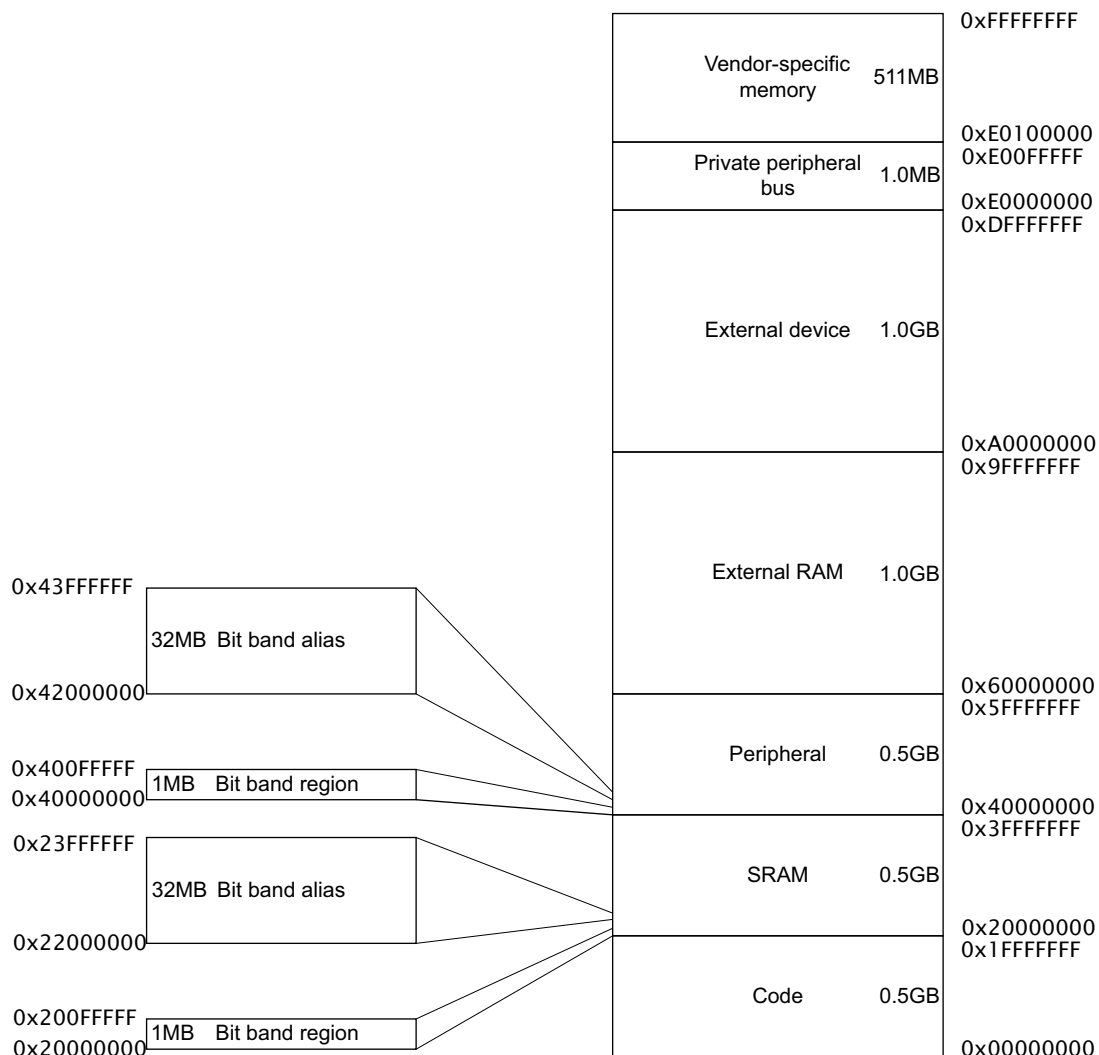 0xFFFFFFFF
Vendor-specific
memory
511MB
0xE0100000
0xE00FFFFF
Private peripheral
bus
1.0MB
0xE0000000
0xDFFFFFFF
External device
1.0GB
0xA0000000
0x9FFFFFFF
External RAM
1.0GB
0x60000000
0x5FFFFFFF
Peripheral
0.5GB
0x40000000
0x3FFFFFFF
SRAM
0.5GB
0x20000000
0x1FFFFFFF
Code
0.5GB
0x00000000
0x43FFFFFF
32MB Bit band alias
0x42000000
0x400FFFFF
1MB Bit band region
0x40000000
0x23FFFFFF
32MB Bit band alias
0x22000000
0x200FFFFF
1MB Bit band region
0x20000000